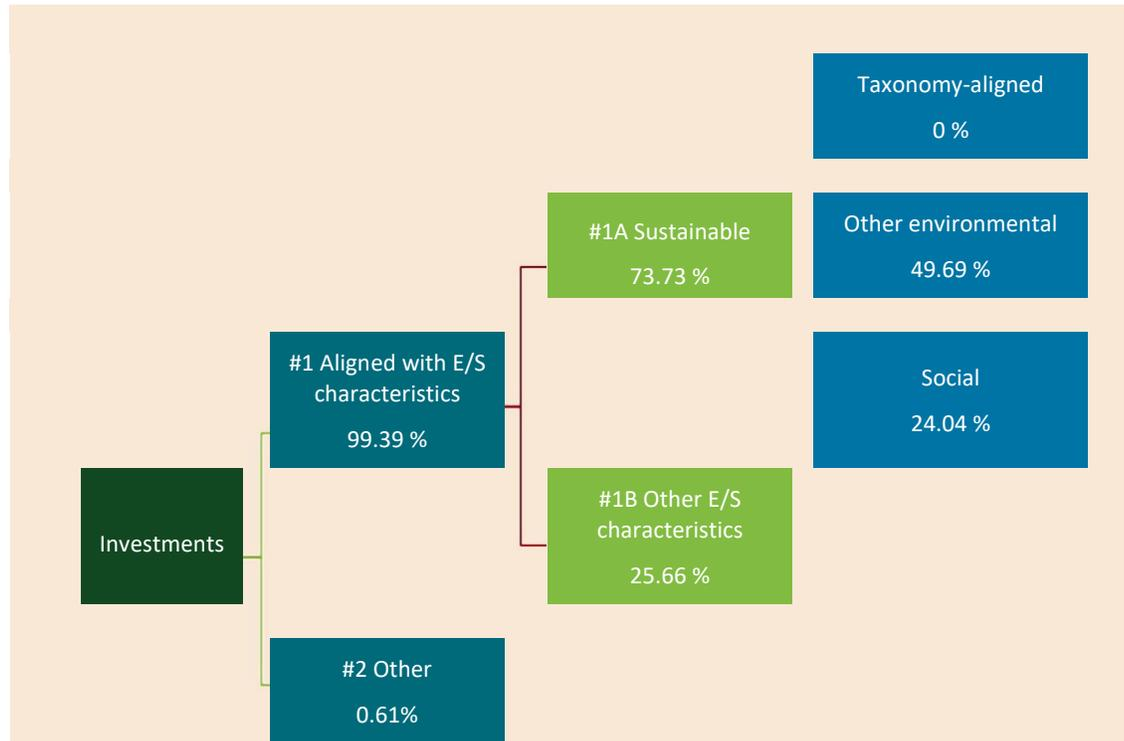 Taxonomy-aligned
0 %
#1A Sustainable
73.73 %
Other environmental
49.69 %
#1 Aligned with E/S
characteristics
99.39 %
Social
24.04 %
Investments
#1B Other E/S
characteristics
25.66 %
#2 Other
0.61%